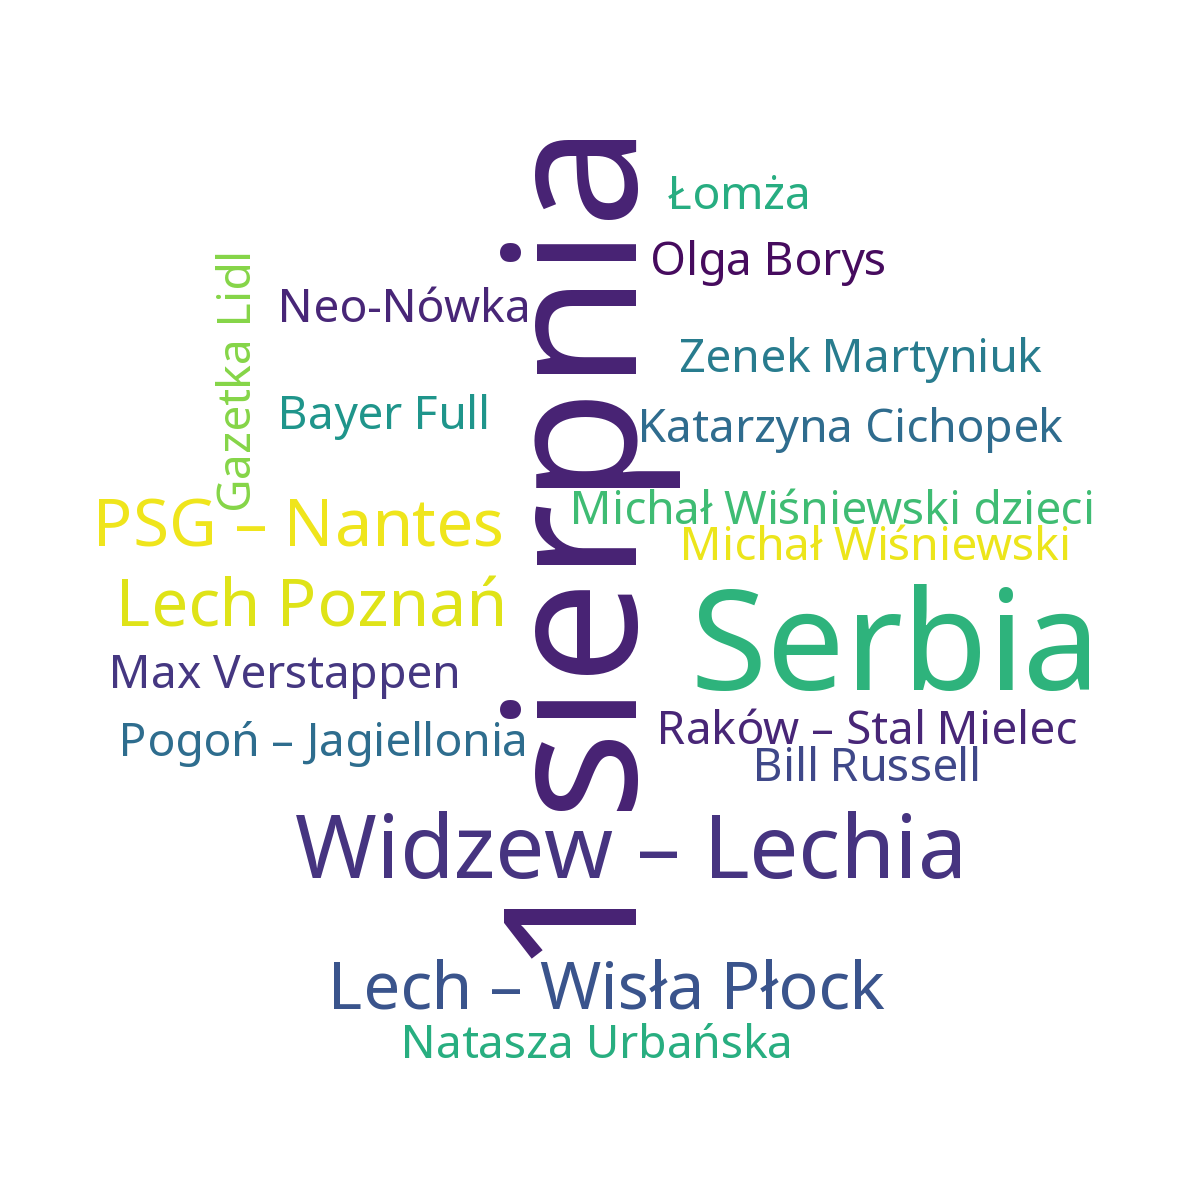 1 sierpnia
Łomża
Olga Borys
Gazetka Lidl
Neo-Nówka
Zenek Martyniuk
Bayer Full
Katarzyna Cichopek
Michał Wiśniewski dzieci
PSG – Nantes
Michał Wiśniewski
Lech Poznań
Serbia
Max Verstappen
Raków – Stal Mielec
Pogoń – Jagiellonia
Bill Russell
Widzew – Lechia
Lech – Wisła Płock
Natasza Urbańska